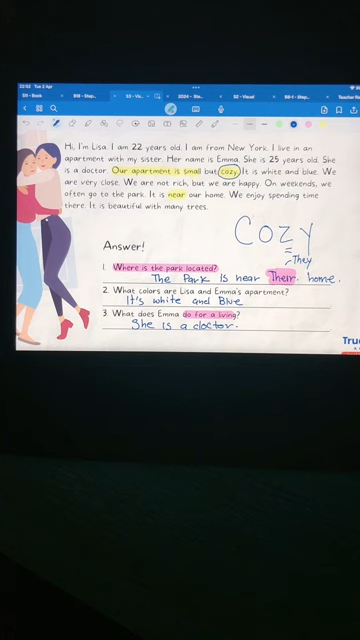 22:52 Tue 2 Apr
Hi, I'm Lisa. I am 22 years old. I am from New York. I live in an
apartment with my sister. Her name is Emma. She is 25 years old. She
is a doctor. Our apartment is small but cozy. It is white and blue. We
are very close. We are not rich, but we are happy. On weekends, we
often go to the park. It is near our home. We enjoy spending time
there. It is beautiful with many trees.
Cozy
They
Answer!
1. Where is the park located?
The Park is near Their home.
2. What colors are Lisa and Emma's apartment?
It's white and Blue
3. What does Emma do for a living?
She is a doctor.